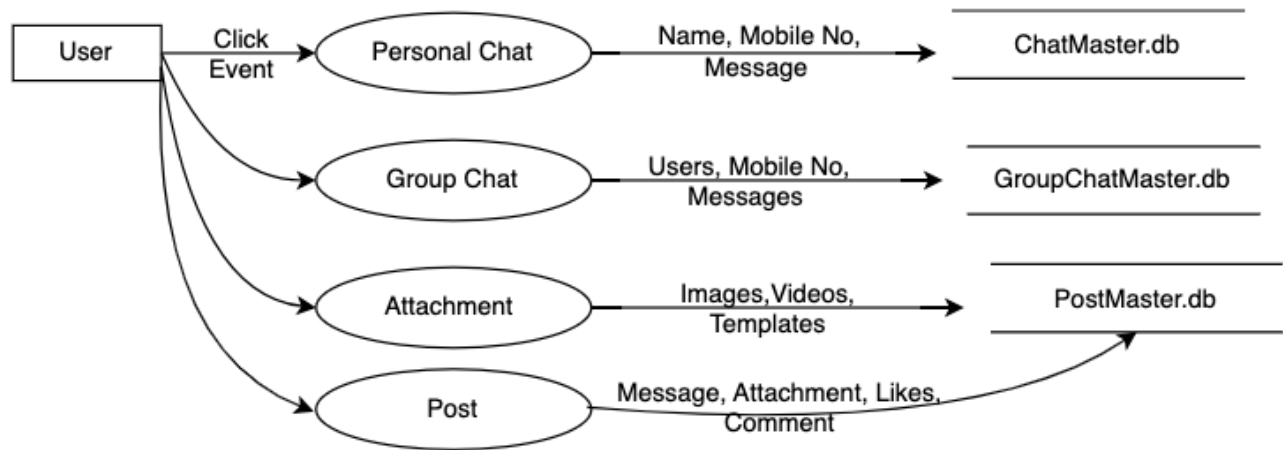 User
Click
Event
Personal Chat
Name, Mobile No,
Message
ChatMaster.db
Group Chat
Users, Mobile No,
Messages
GroupChatMaster.db
Attachment
Images,Videos,
Templates
PostMaster.db
Post
Message, Attachment, Likes,
Comment